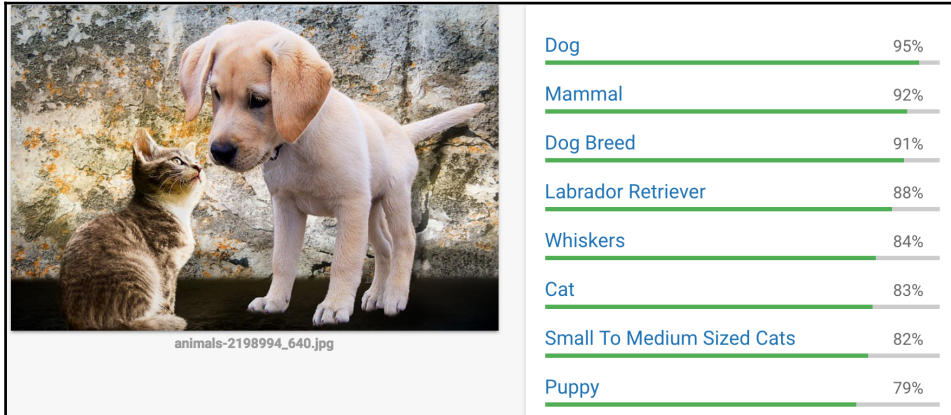 animals-2198994_640.jpg
Dog 95%
Mammal 92%
Dog Breed 91%
Labrador Retriever 88%
Whiskers 84%
Cat 83%
Small To Medium Sized Cats 82%
Puppy 79%